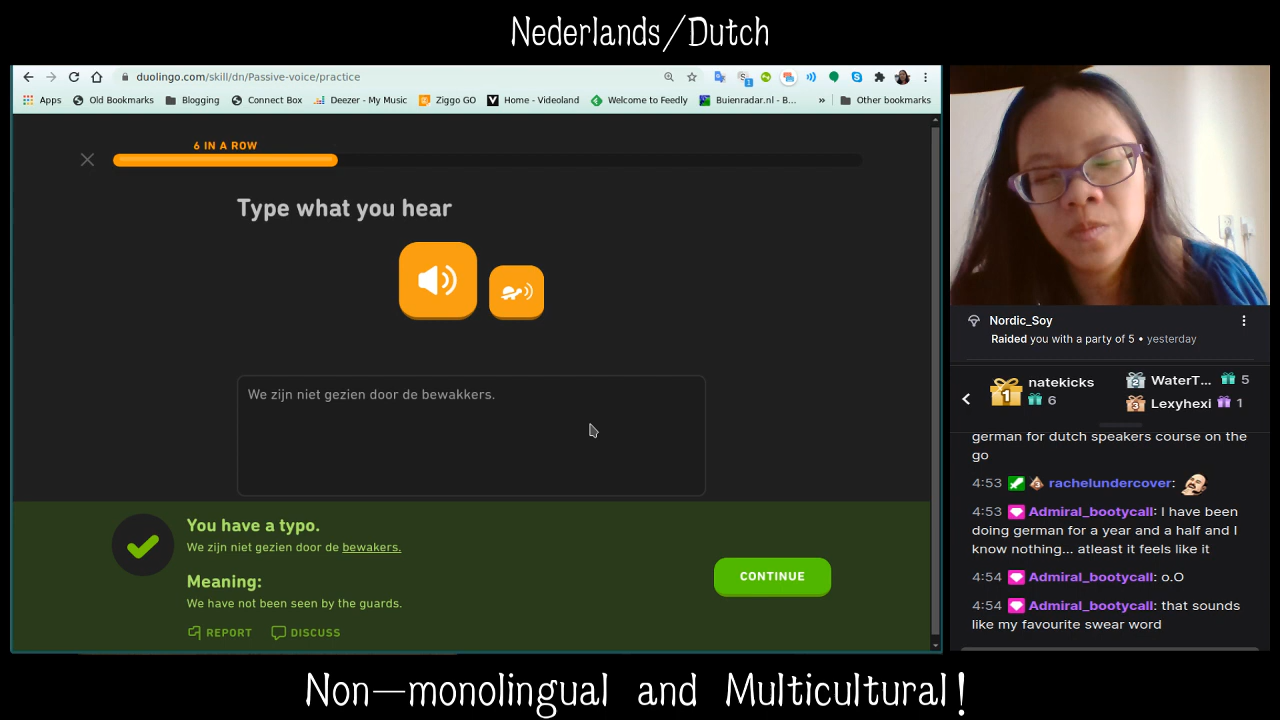 Nederlands/Dutch
duolingo.com/skill/dn/Passive-voice/practice
Apps Old Bookmarks Blogging Connect Box Deezer - My Music Ziggo GO Home - Videoland Welcome to Feedly Buienradar.nl - B... » Other bookmarks
6 IN A ROW
Type what you hear
We zijn niet gezien door de bewakkers.
You have a typo.
We zijn niet gezien door de bewakers.
Meaning:
We have not been seen by the guards.
REPORT DISCUSS
CONTINUE
Nordic_Soy
Raided you with a party of 5 • yesterday
1 natekicks
6
2 WaterT... 5
3 Lexyhexi 1
german for dutch speakers course on the
go
4:53 rachelundercover:
4:53 Admiral_bootycall: I have been
doing german for a year and a half and I
know nothing... atleast it feels like it
4:54 Admiral_bootycall: o.O
4:54 Admiral_bootycall: that sounds
like my favourite swear word
Non-monolingual and Multicultural!